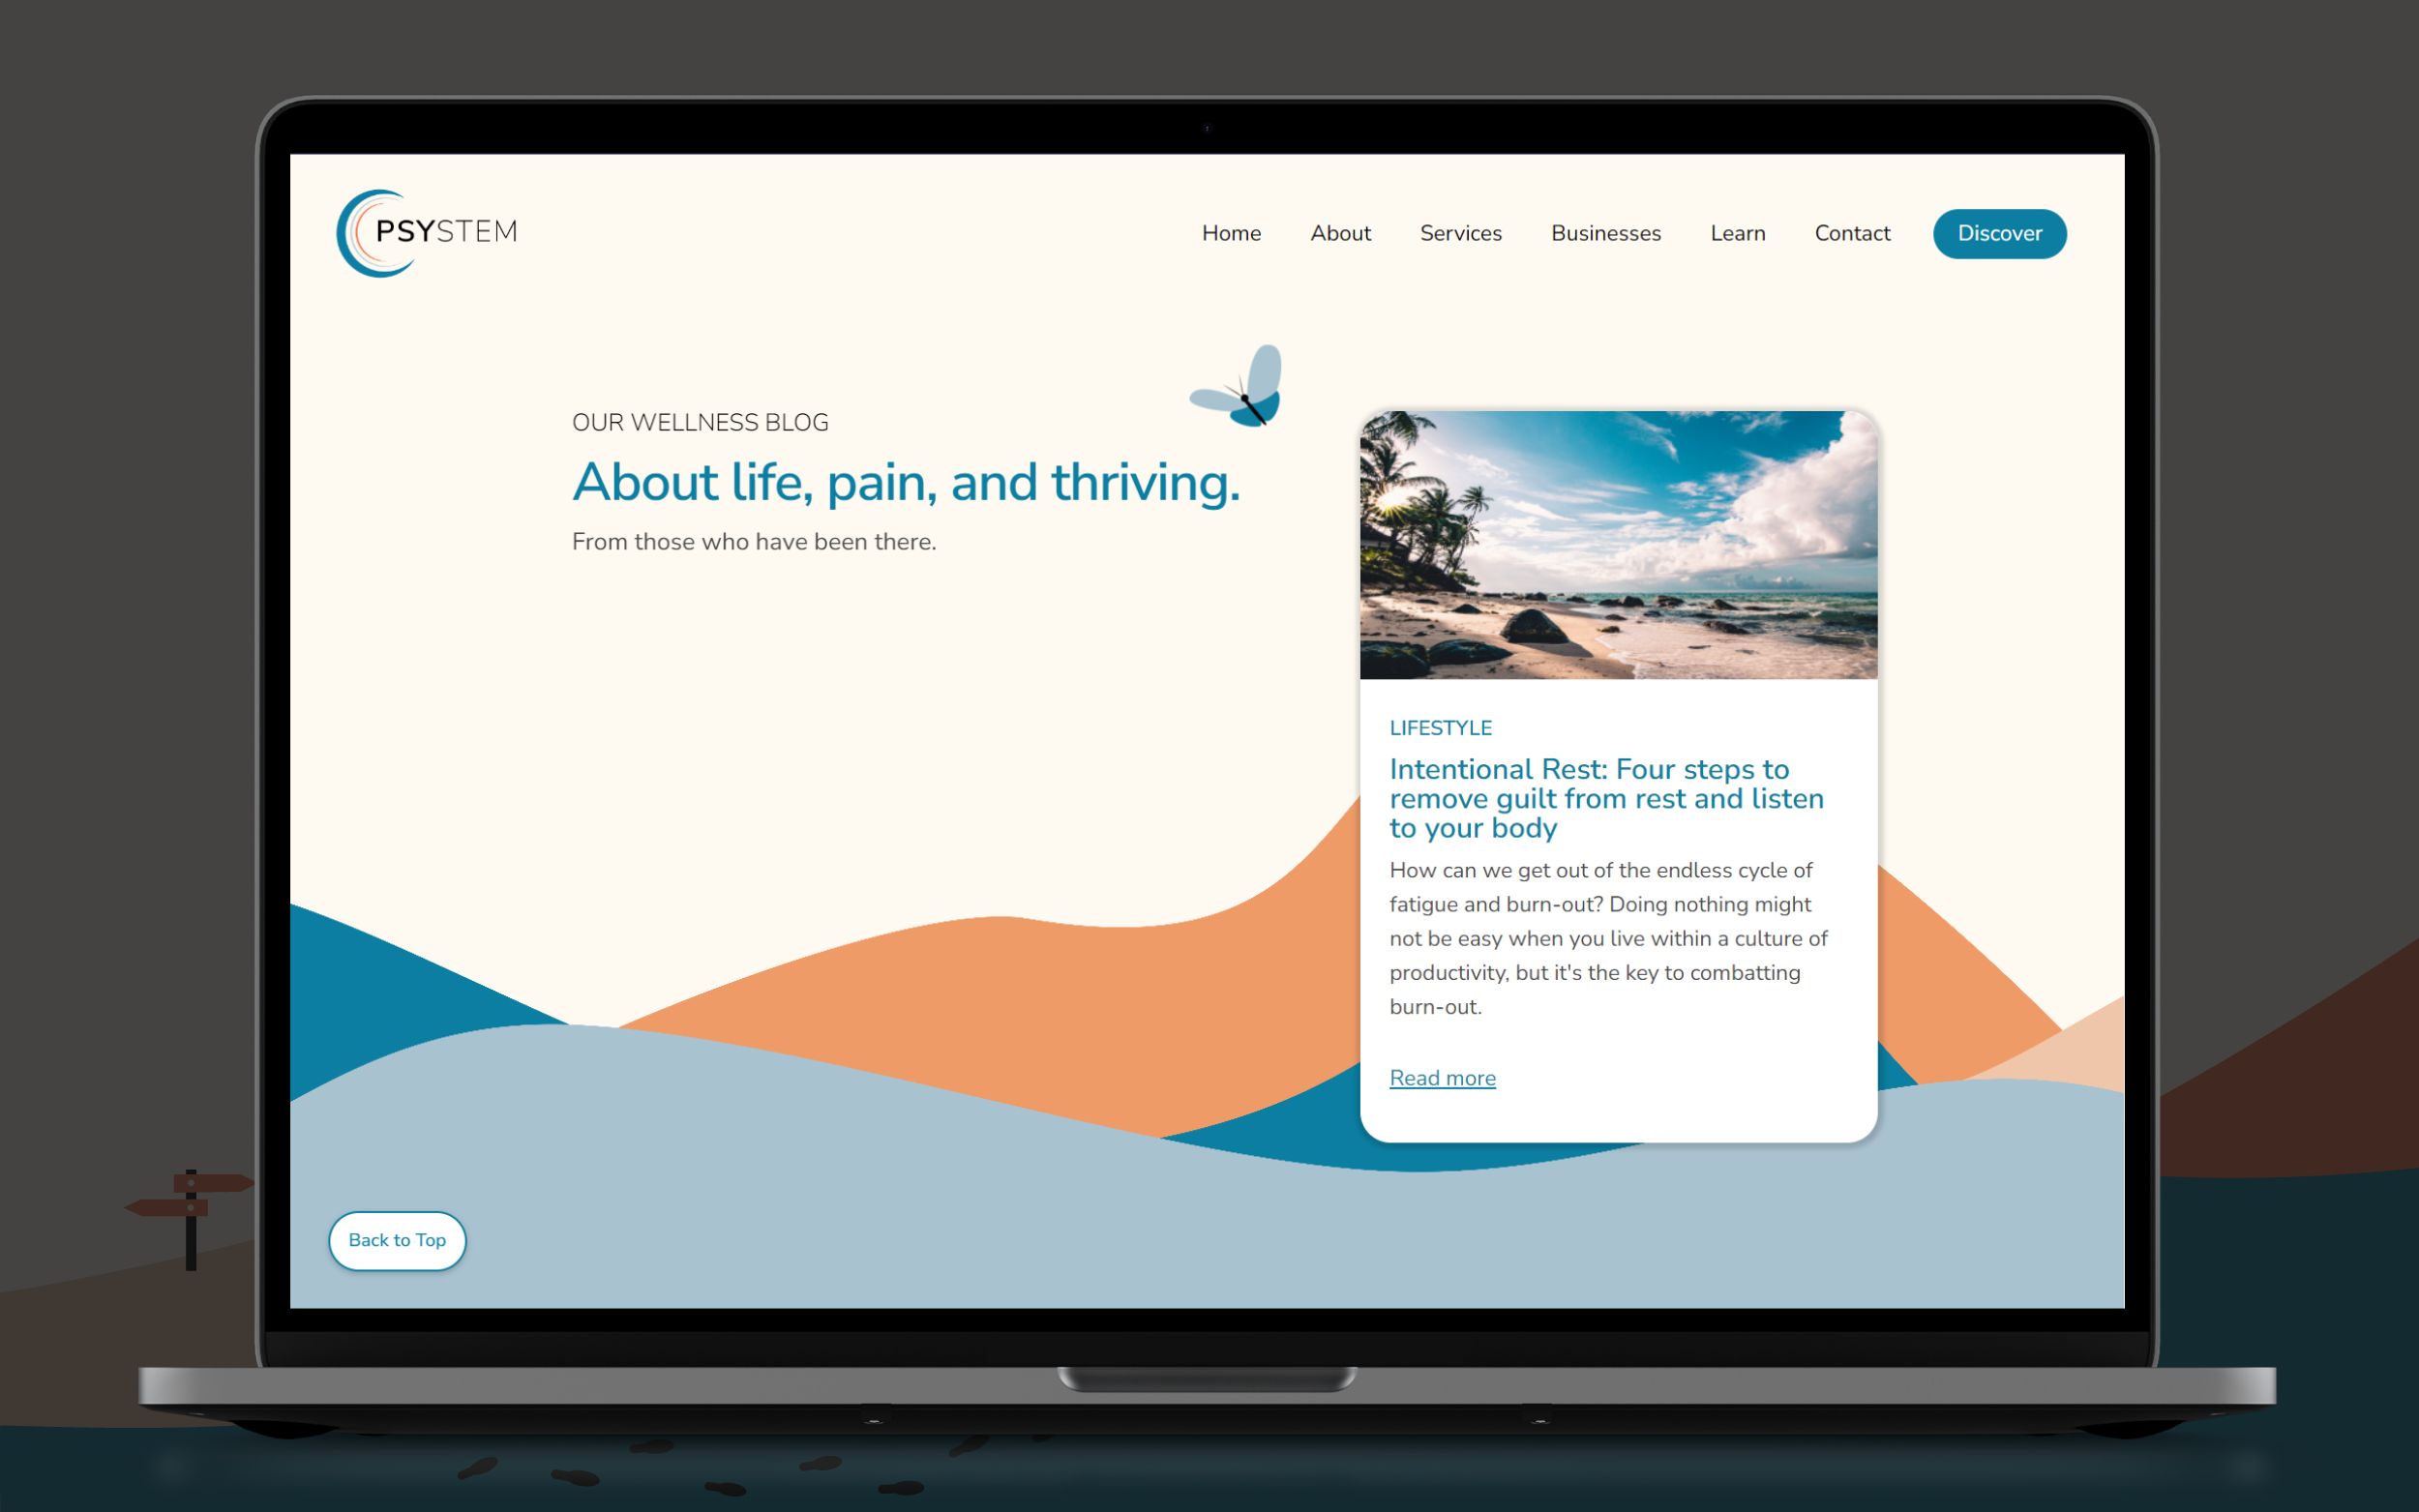 PSYSTEM
Home About Services Businesses Learn Contact Discover
OUR WELLNESS BLOG
About life, pain, and thriving.
From those who have been there.
LIFESTYLE
Intentional Rest: Four steps to
remove guilt from rest and listen
to your body
How can we get out of the endless cycle of
fatigue and burn-out? Doing nothing might
not be easy when you live within a culture of
productivity, but it's the key to combatting
burn-out.
Read more
Back to Top